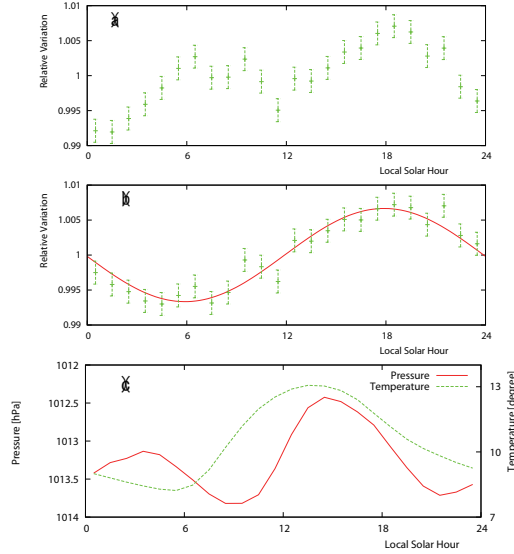 1.01
a
1.005
1
0.995
0.99
Relative Variation
0 6 12 18 24
Local Solar Hour
1.01
b
1.005
1
0.995
0.99
Relative Variation
0 6 12 18 24
Local Solar Hour
1012
c
Pressure
Temperature
1012.5
1013
1013.5
1014
Pressure [hPa]
13
10
7
Temperature [degree]
0 6 12 18 24
Local Solar Hour